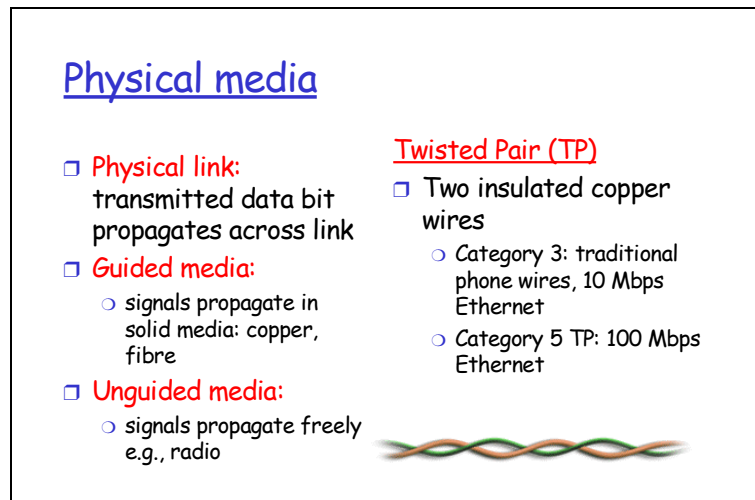 Physical media
Physical link:
transmitted data bit
propagates across link
Guided media:
signals propagate in
solid media: copper,
fibre
Unguided media:
signals propagate freely
e.g., radio
Twisted Pair (TP)
Two insulated copper
wires
Category 3: traditional
phone wires, 10 Mbps
Ethernet
Category 5 TP: 100 Mbps
Ethernet